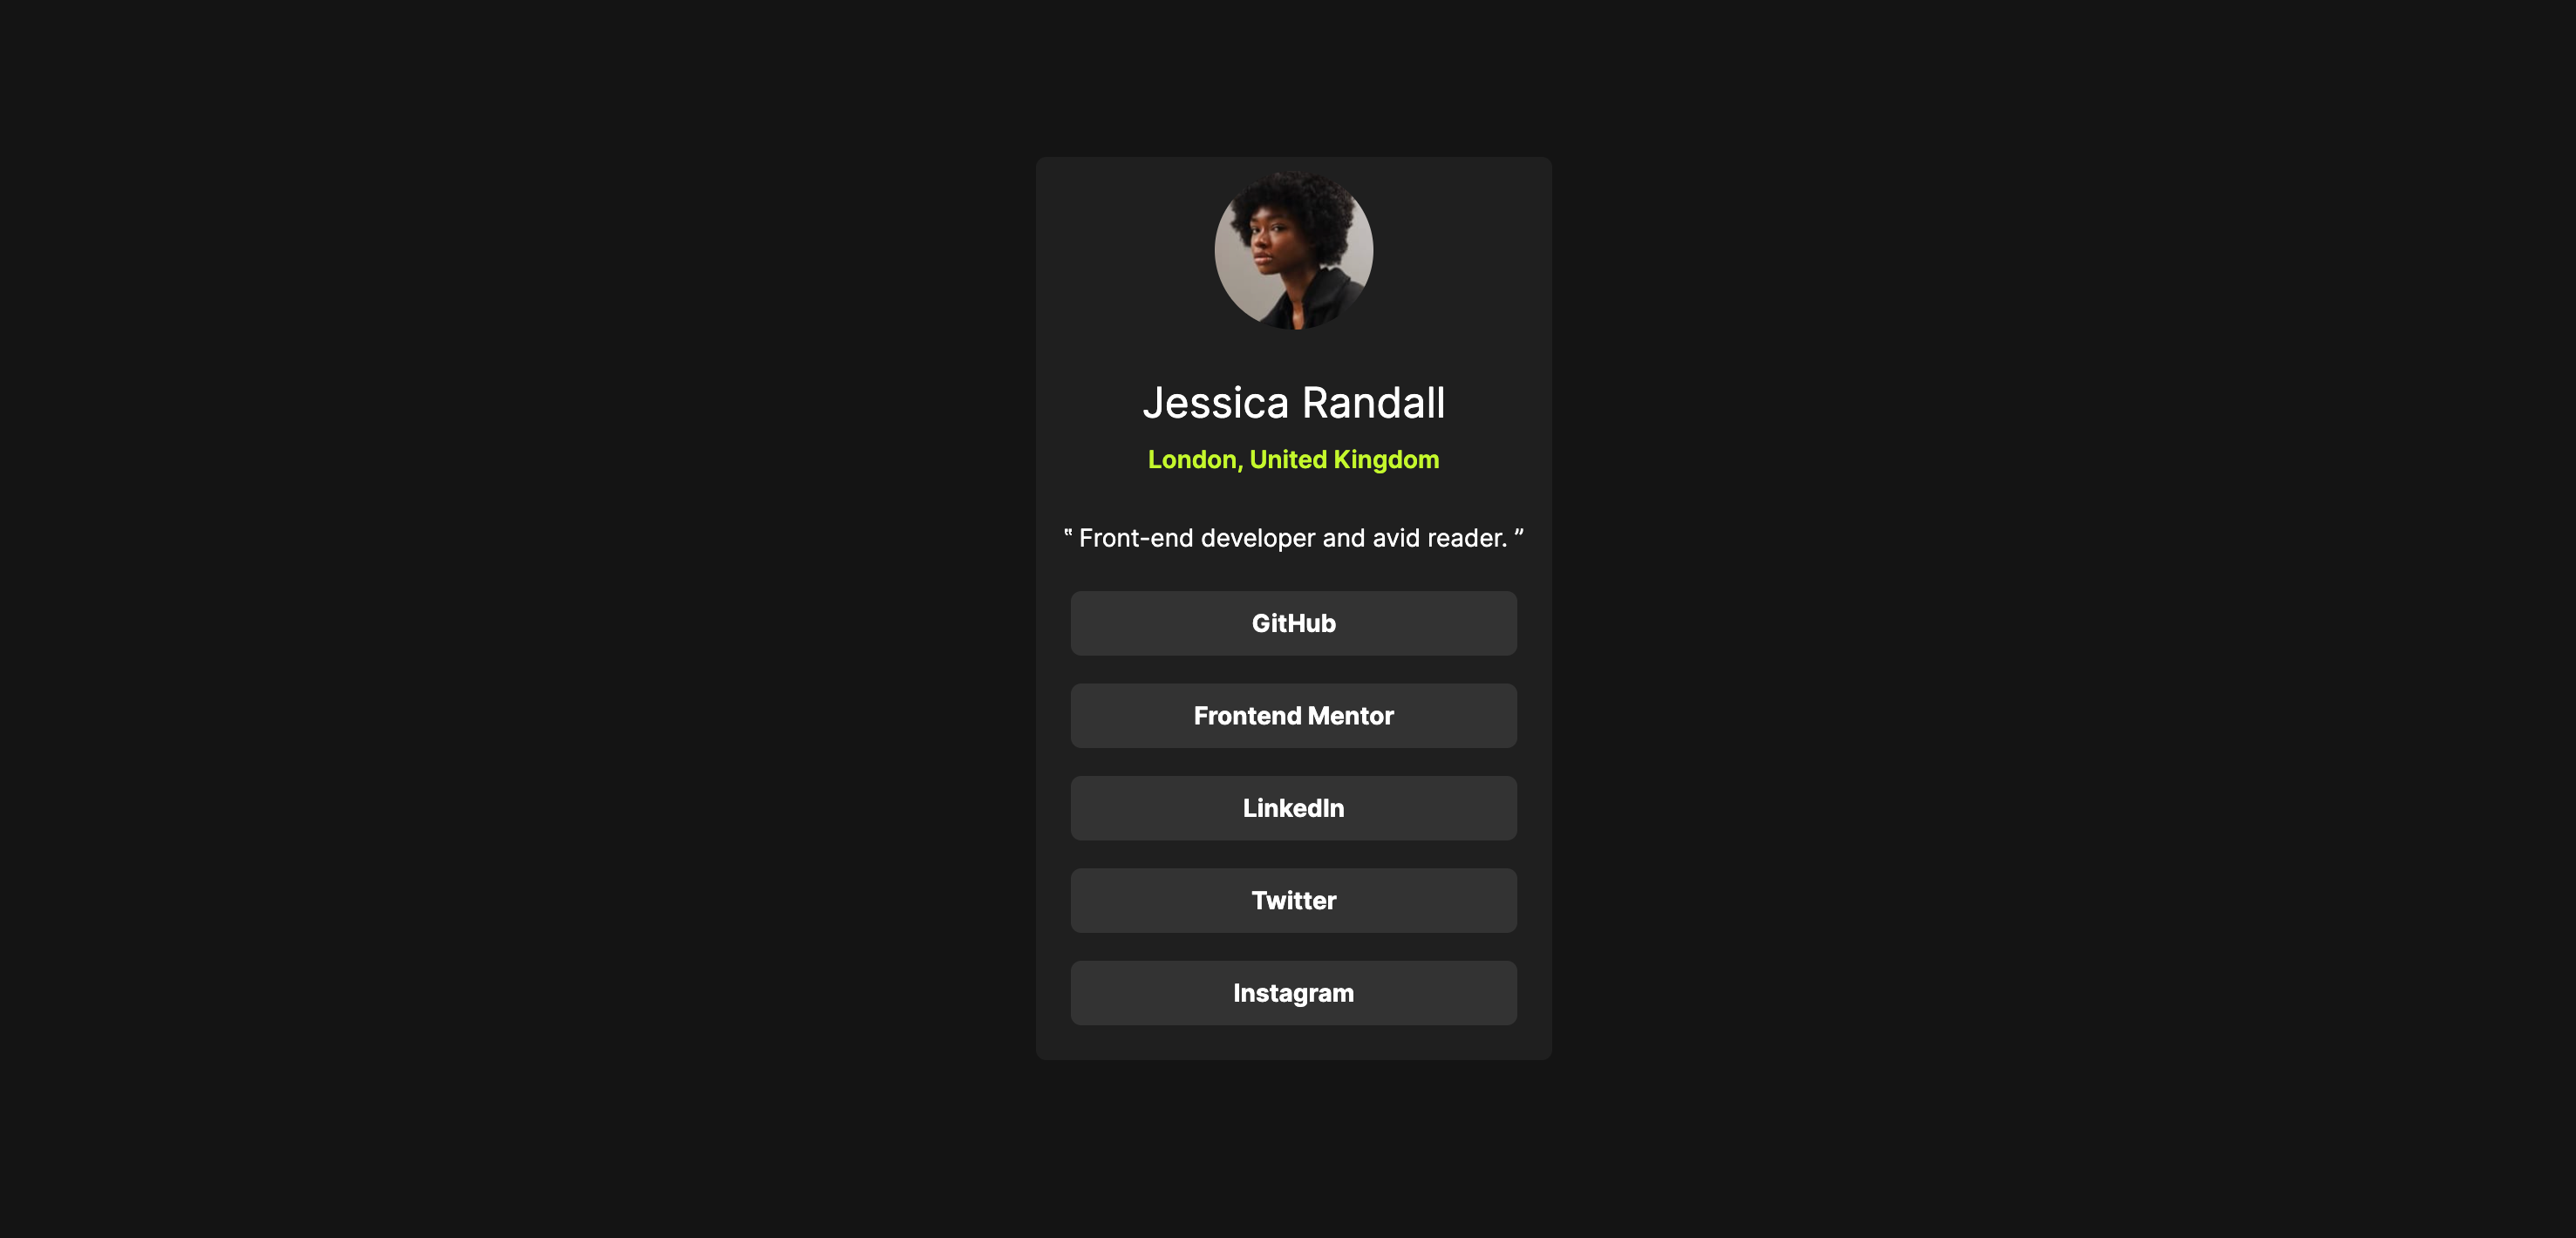 Jessica Randall
London, United Kingdom
‟ Front-end developer and avid reader. ”
GitHub
Frontend Mentor
LinkedIn
Twitter
Instagram